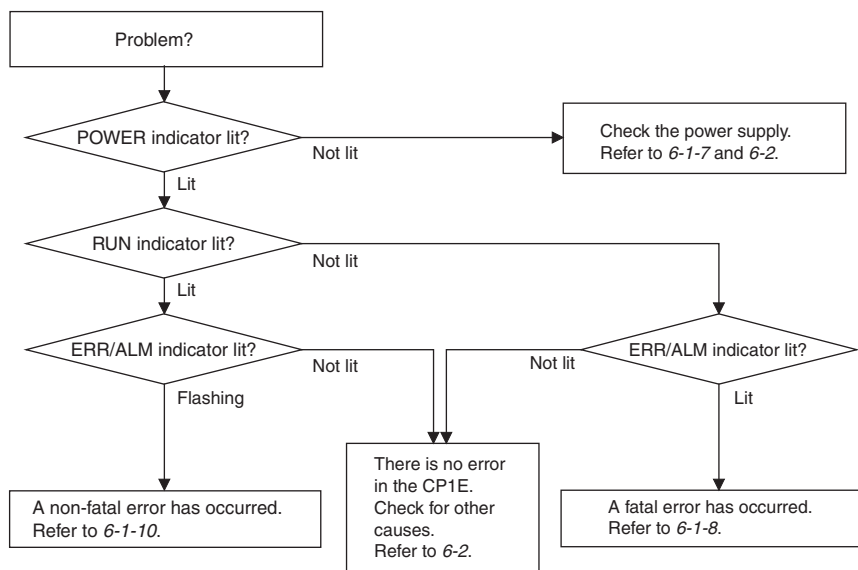 Problem?
POWER indicator lit?
Not lit
Check the power supply.
Refer to 6-1-7 and 6-2.
Lit
RUN indicator lit?
Not lit
Lit
ERR/ALM indicator lit?
Not lit
Flashing
ERR/ALM indicator lit?
Not lit
Lit
A non-fatal error has occurred.
Refer to 6-1-10.
There is no error
in the CP1E.
Check for other
causes.
Refer to 6-2.
A fatal error has occurred.
Refer to 6-1-8.